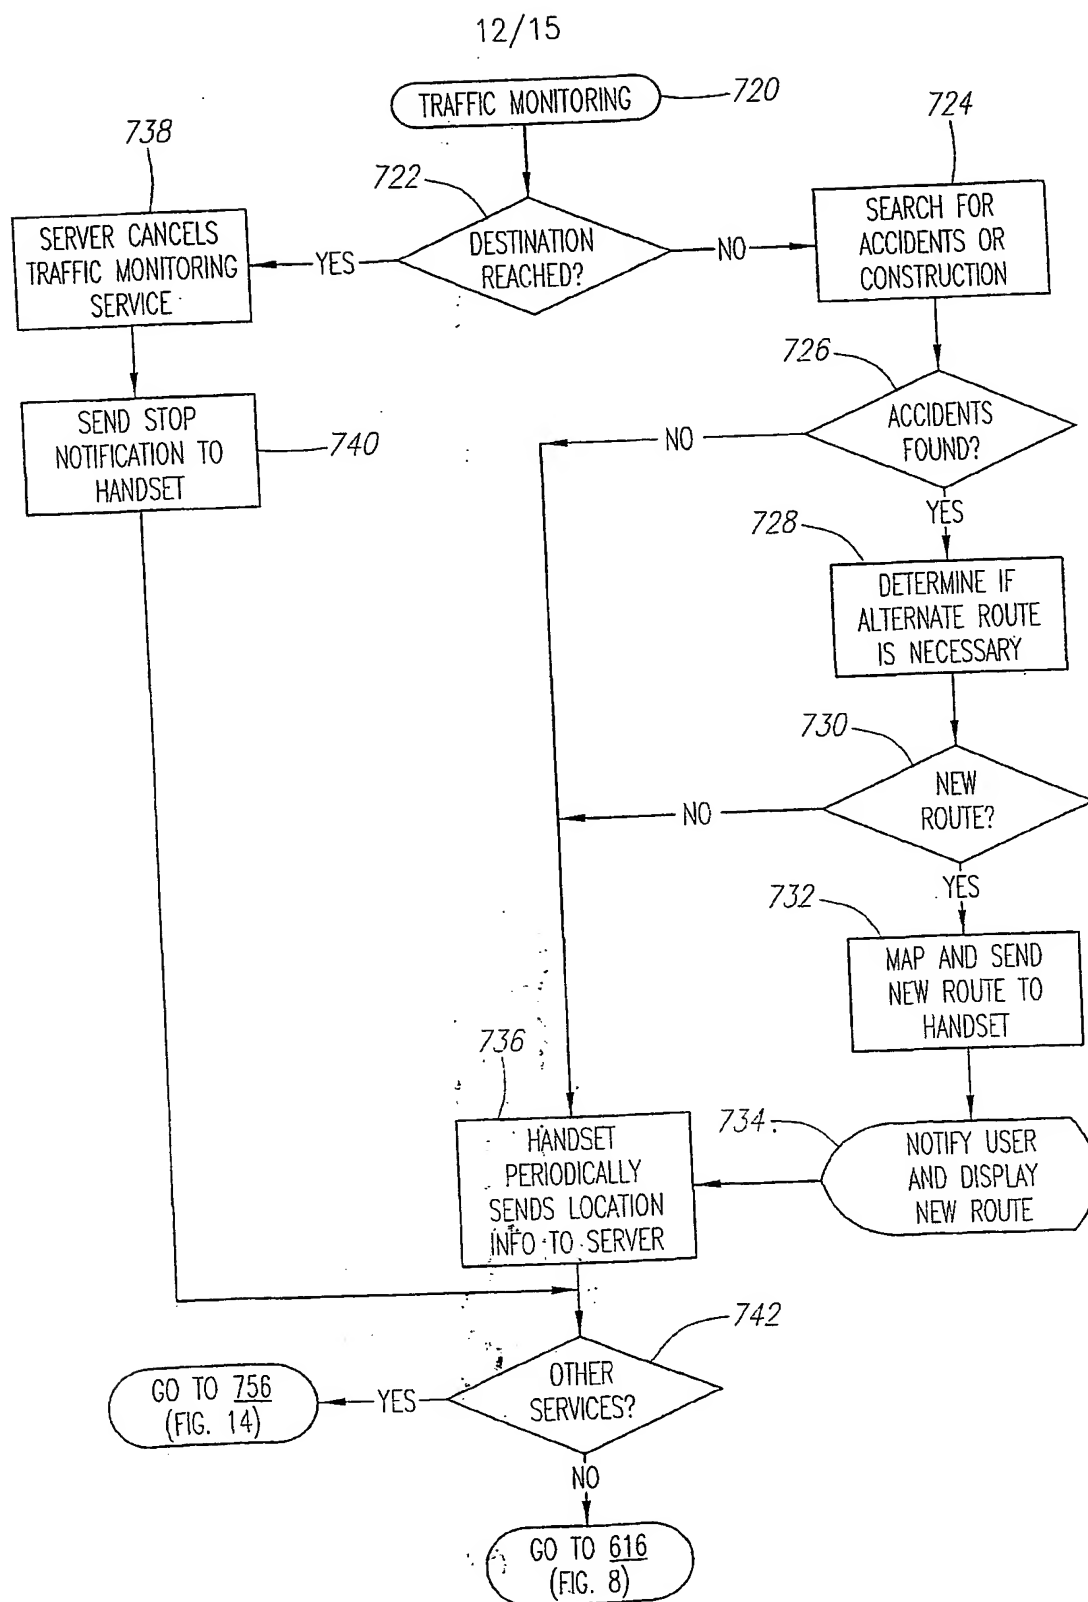 12/15
TRAFFIC MONITORING
720
738
722
724
SERVER CANCELS
TRAFFIC MONITORING
SERVICE
YES
DESTINATION
REACHED?
NO
SEARCH FOR
ACCIDENTS OR
CONSTRUCTION
726
SEND STOP
NOTIFICATION TO
HANDSET
740
NO
ACCIDENTS
FOUND?
YES
728
DETERMINE IF
ALTERNATE ROUTE
IS NECESSARY
730
NO
NEW
ROUTE?
YES
732
MAP AND SEND
NEW ROUTE TO
HANDSET
736
734
HANDSET
PERIODICALLY
SENDS LOCATION
INFO TO SERVER
NOTIFY USER
AND DISPLAY
NEW ROUTE
742
GO TO 756
(FIG. 14)
YES
OTHER
SERVICES?
NO
GO TO 616
(FIG. 8)